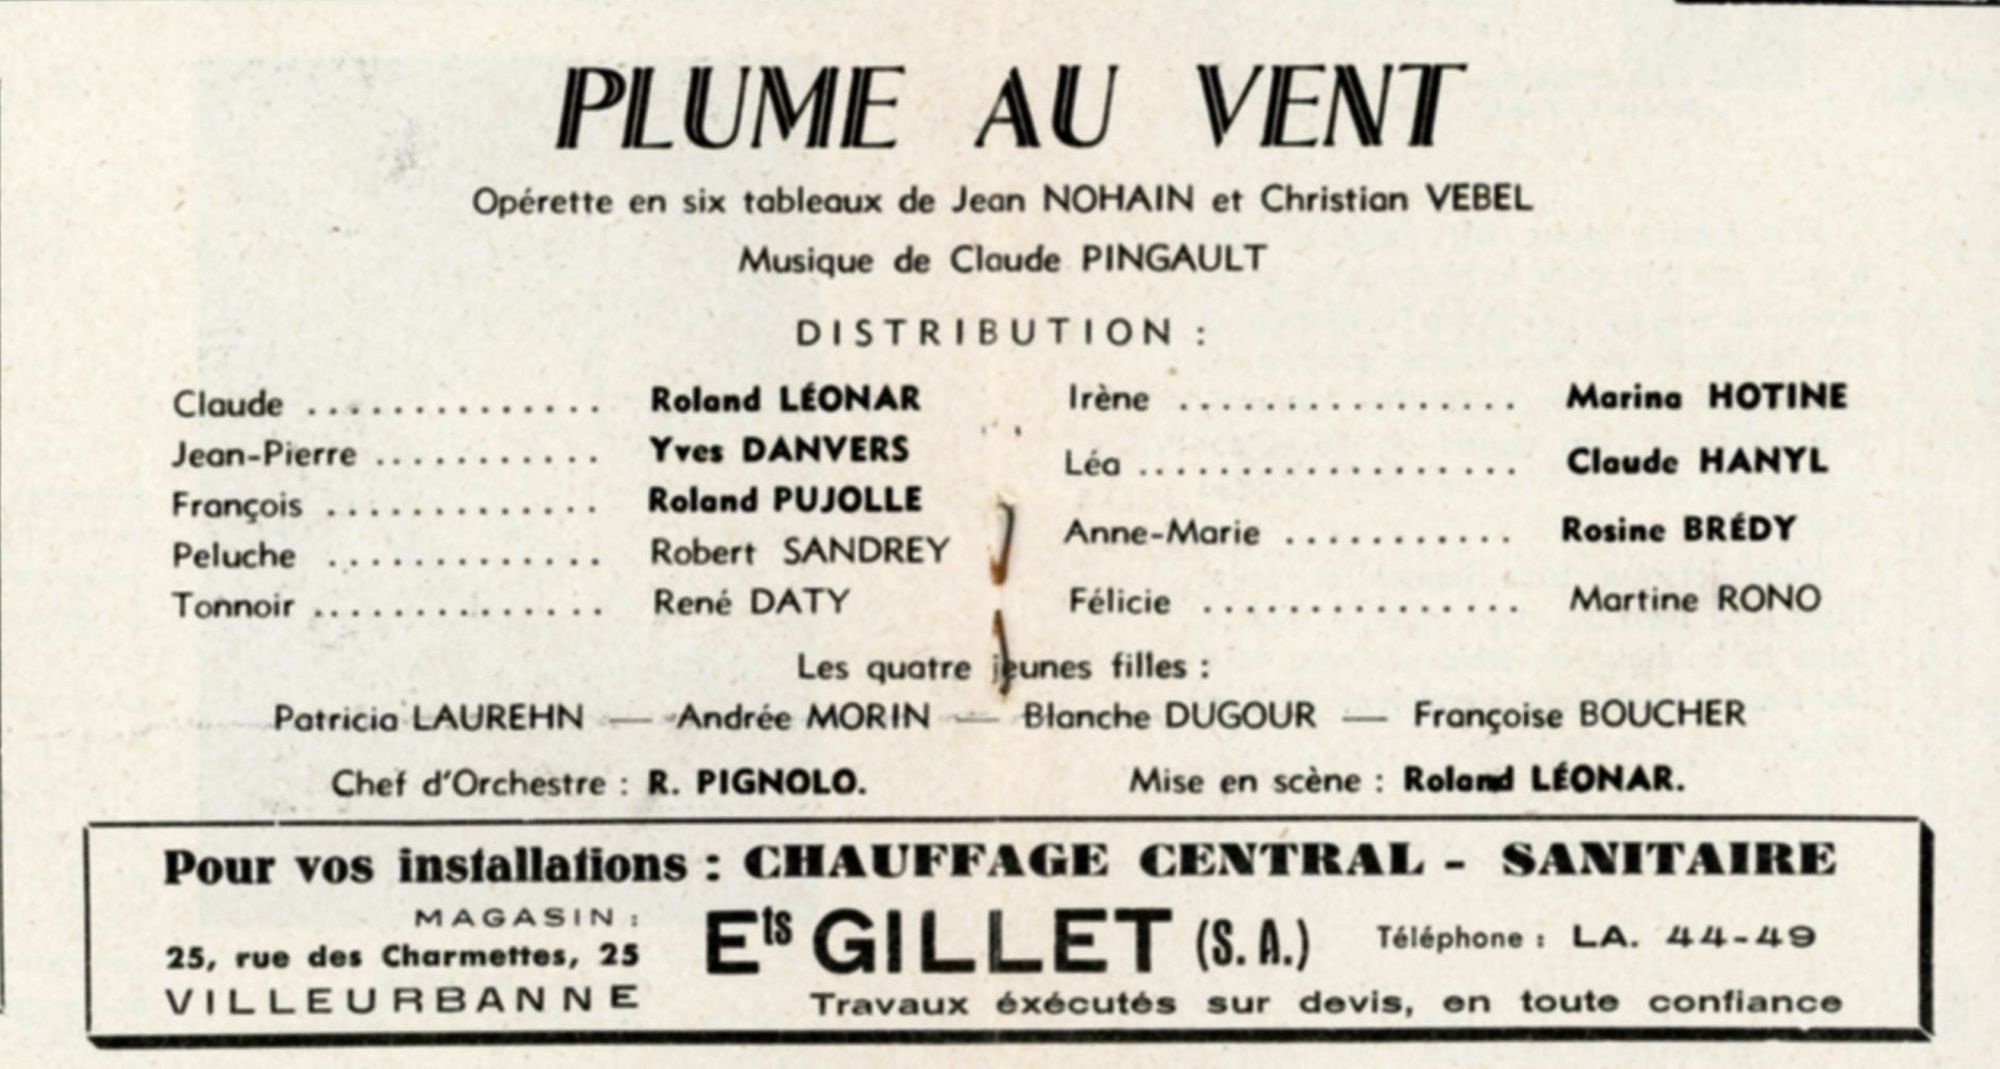 PLUME AU VENT
Opérette en six tableaux de Jean NOHAIN et Christian VEBEL
Musique de Claude PINGAULT
DISTRIBUTION :
Claude .............. Roland LÉONAR
Jean-Pierre ........... Yves DANVERS
François ............. Roland PUJOLLE
Peluche ............. Robert SANDREY
Tonnoir .............. René DATY
Irène ................ Marina HOTINE
Léa ................... Claude HANYL
Anne-Marie ........... Rosine BRÉDY
Félicie ................ Martine RONO
Les quatre jeunes filles :
Patricia LAUREHN — Andrée MORIN — Blanche DUGOUR — Françoise BOUCHER
Chef d'Orchestre : R. PIGNOLO. Mise en scène : Roland LÉONAR.
Pour vos installations : CHAUFFAGE CENTRAL - SANITAIRE
MAGASIN :
25, rue des Charmettes, 25
VILLEURBANNE
Ets GILLET (S. A.) Téléphone : LA. 44-49
Travaux éxécutés sur devis, en toute confiance